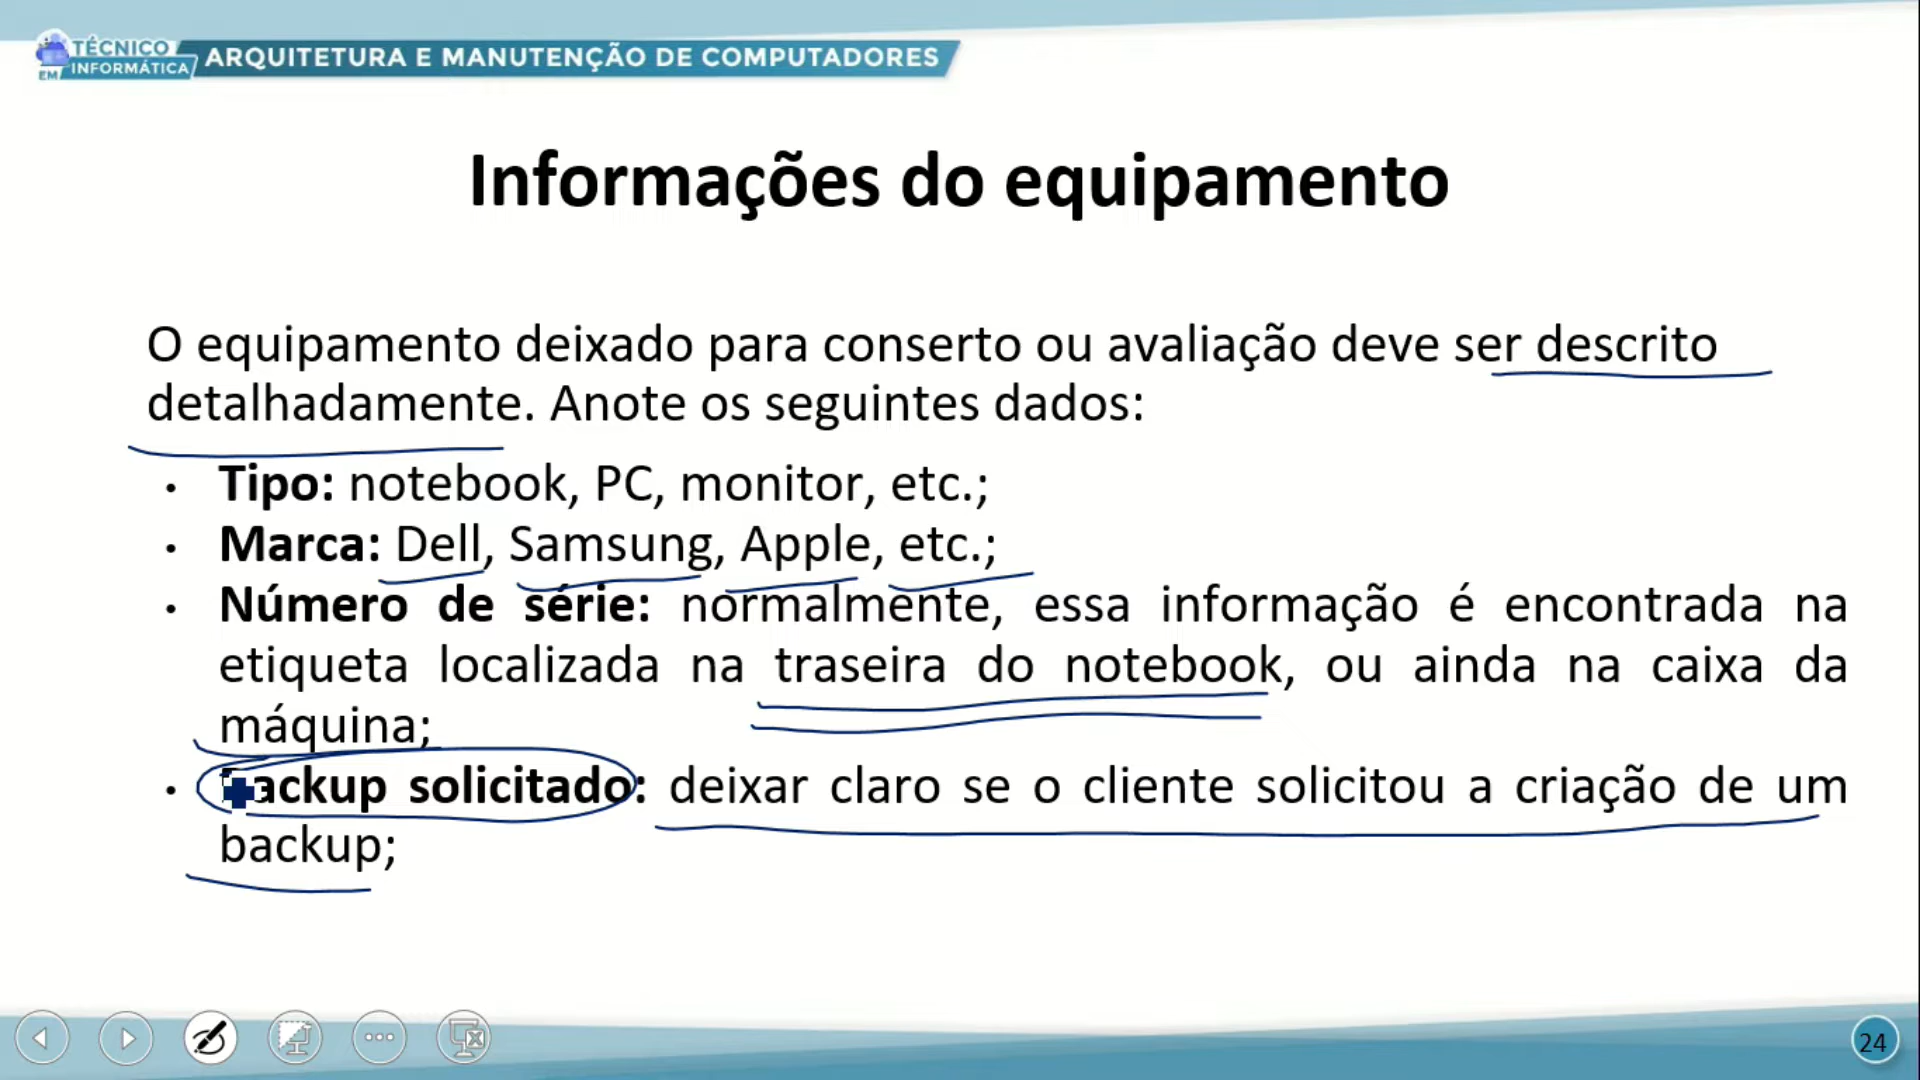 TÉCNICO
EM INFORMÁTICA
ARQUITETURA E MANUTENÇÃO DE COMPUTADORES
Informações do equipamento
O equipamento deixado para conserto ou avaliação deve ser descrito
detalhadamente. Anote os seguintes dados:
• Tipo: notebook, PC, monitor, etc.;
• Marca: Dell, Samsung, Apple, etc.;
• Número de série: normalmente, essa informação é encontrada na
etiqueta localizada na traseira do notebook, ou ainda na caixa da
máquina;
• Backup solicitado: deixar claro se o cliente solicitou a criação de um
backup;
24